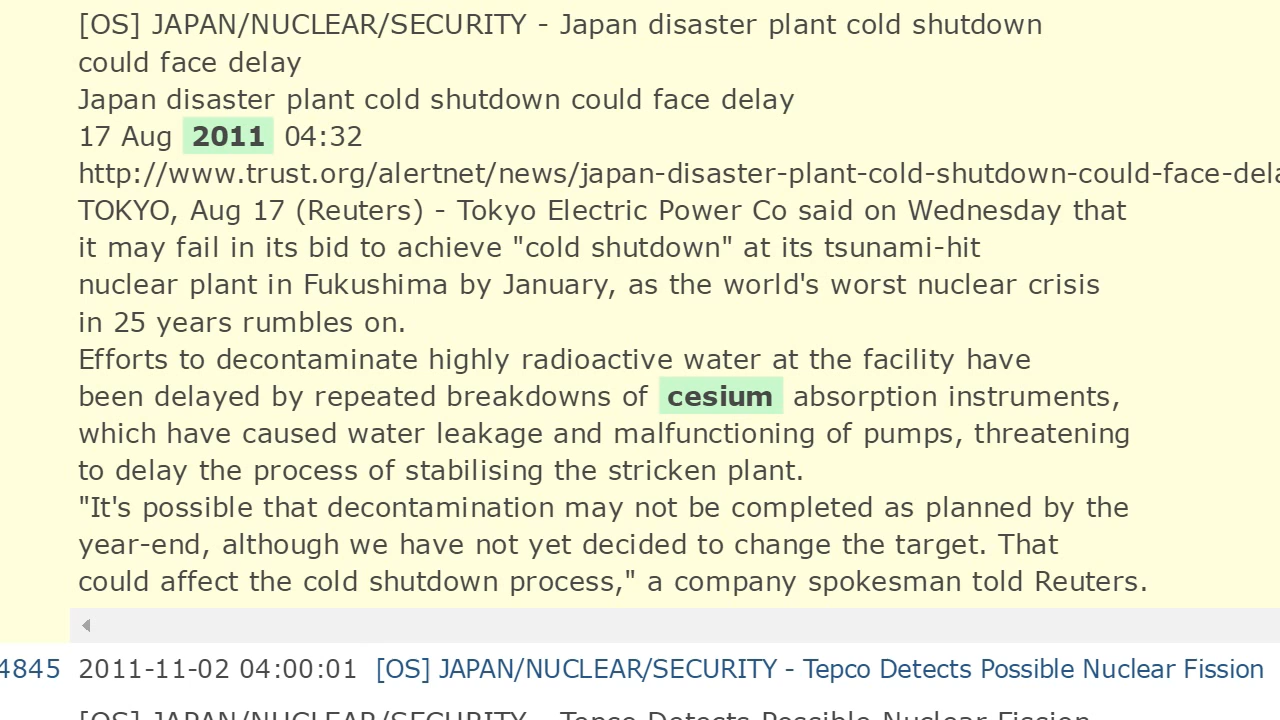 [OS] JAPAN/NUCLEAR/SECURITY - Japan disaster plant cold shutdown
could face delay
Japan disaster plant cold shutdown could face delay
17 Aug 2011 04:32
http://www.trust.org/alertnet/news/japan-disaster-plant-cold-shutdown-could-face-dela
TOKYO, Aug 17 (Reuters) - Tokyo Electric Power Co said on Wednesday that
it may fail in its bid to achieve "cold shutdown" at its tsunami-hit
nuclear plant in Fukushima by January, as the world's worst nuclear crisis
in 25 years rumbles on.
Efforts to decontaminate highly radioactive water at the facility have
been delayed by repeated breakdowns of cesium absorption instruments,
which have caused water leakage and malfunctioning of pumps, threatening
to delay the process of stabilising the stricken plant.
"It's possible that decontamination may not be completed as planned by the
year-end, although we have not yet decided to change the target. That
could affect the cold shutdown process," a company spokesman told Reuters.
4845 2011-11-02 04:00:01 [OS] JAPAN/NUCLEAR/SECURITY - Tepco Detects Possible Nuclear Fission
[OS] JAPAN/NUCLEAR/SECURITY - Tepco Detects Possible Nuclear Fission